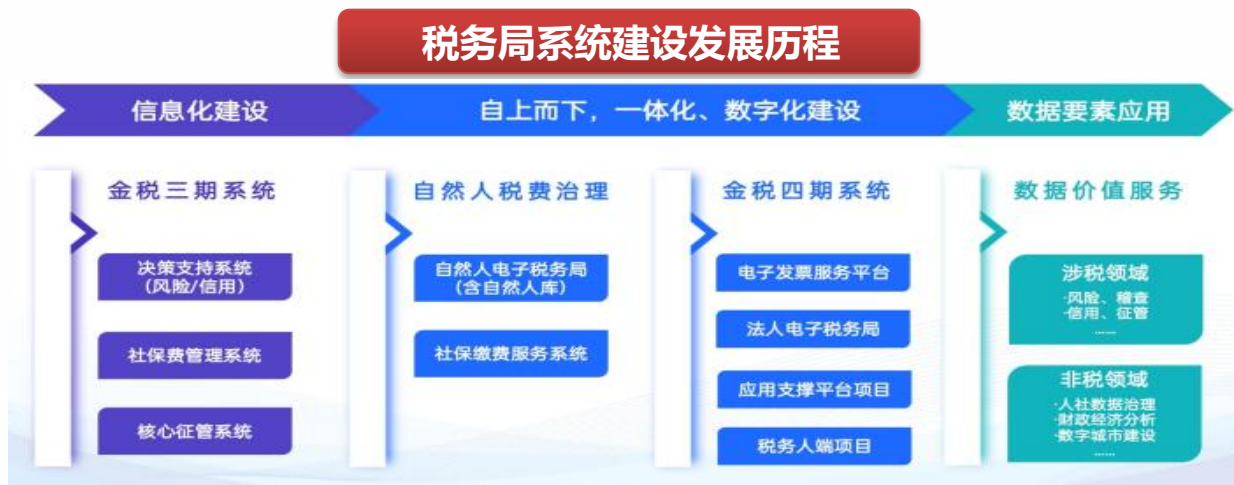 税务局系统建设发展历程
信息化建设
自上而下，一体化、数字化建设
数据要素应用
金税三期系统
决策支持系统
(风险/信用)
社保费管理系统
核心征管系统
自然人税费治理
自然人电子税务局
(含自然人库)
社保缴费服务系统
金税四期系统
电子发票服务平台
法人电子税务局
应用支撑平台项目
税务人端项目
数据价值服务
涉税领域
·风险、稽查
·信用、征管
······
非税领域
·人社数据治理
·财政经济分析
·数字城市建设
······